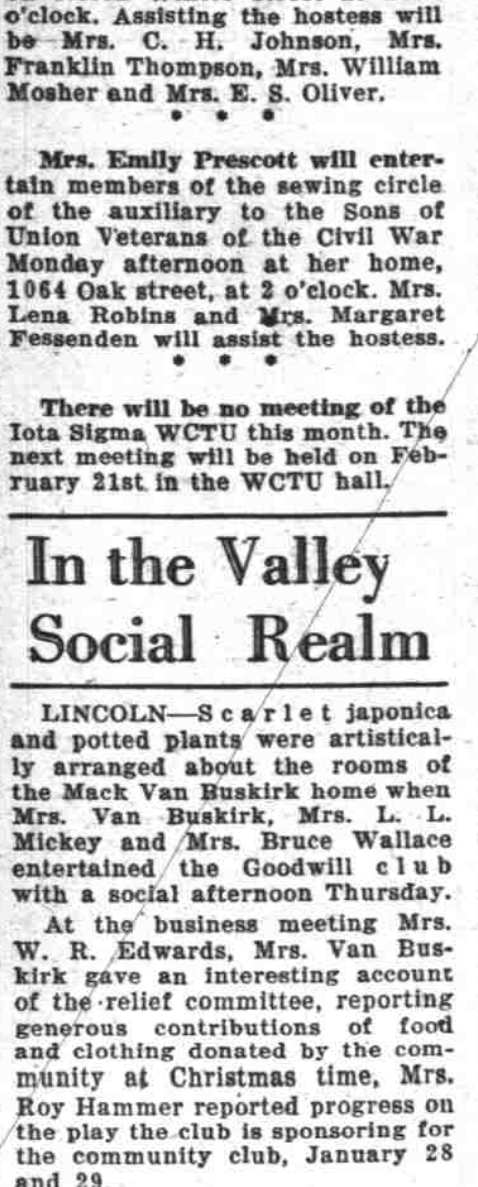 o'clock. Assisting the hostess will
be Mrs. C. H. Johnson, Mrs.
Franklin Thompson, Mrs. William
Mosher and Mrs. E. S. Oliver.
* * *
Mrs. Emily Prescott will enter-
tain members of the sewing circle
of the auxiliary to the Sons of
Union Veterans of the Civil War
Monday afternoon at her home,
1064 Oak street, at 2 o'clock. Mrs.
Lena Robins and Mrs. Margaret
Fessenden will assist the hostess.
* * *
There will be no meeting of the
Iota Sigma WCTU this month. The
next meeting will be held on Feb-
ruary 21st in the WCTU hall.
In the Valley
Social Realm
LINCOLN—Scarlet japonica
and potted plants were artistical-
ly arranged about the rooms of
the Mack Van Buskirk home when
Mrs. Van Buskirk, Mrs. L. L.
Mickey and Mrs. Bruce Wallace
entertained the Goodwill club
with a social afternoon Thursday.
At the business meeting Mrs.
W. R. Edwards, Mrs. Van Bus-
kirk gave an interesting account
of the relief committee, reporting
generous contributions of food
and clothing donated by the com-
munity at Christmas time, Mrs.
Roy Hammer reported progress on
the play the club is sponsoring for
the community club, January 28
and 29.